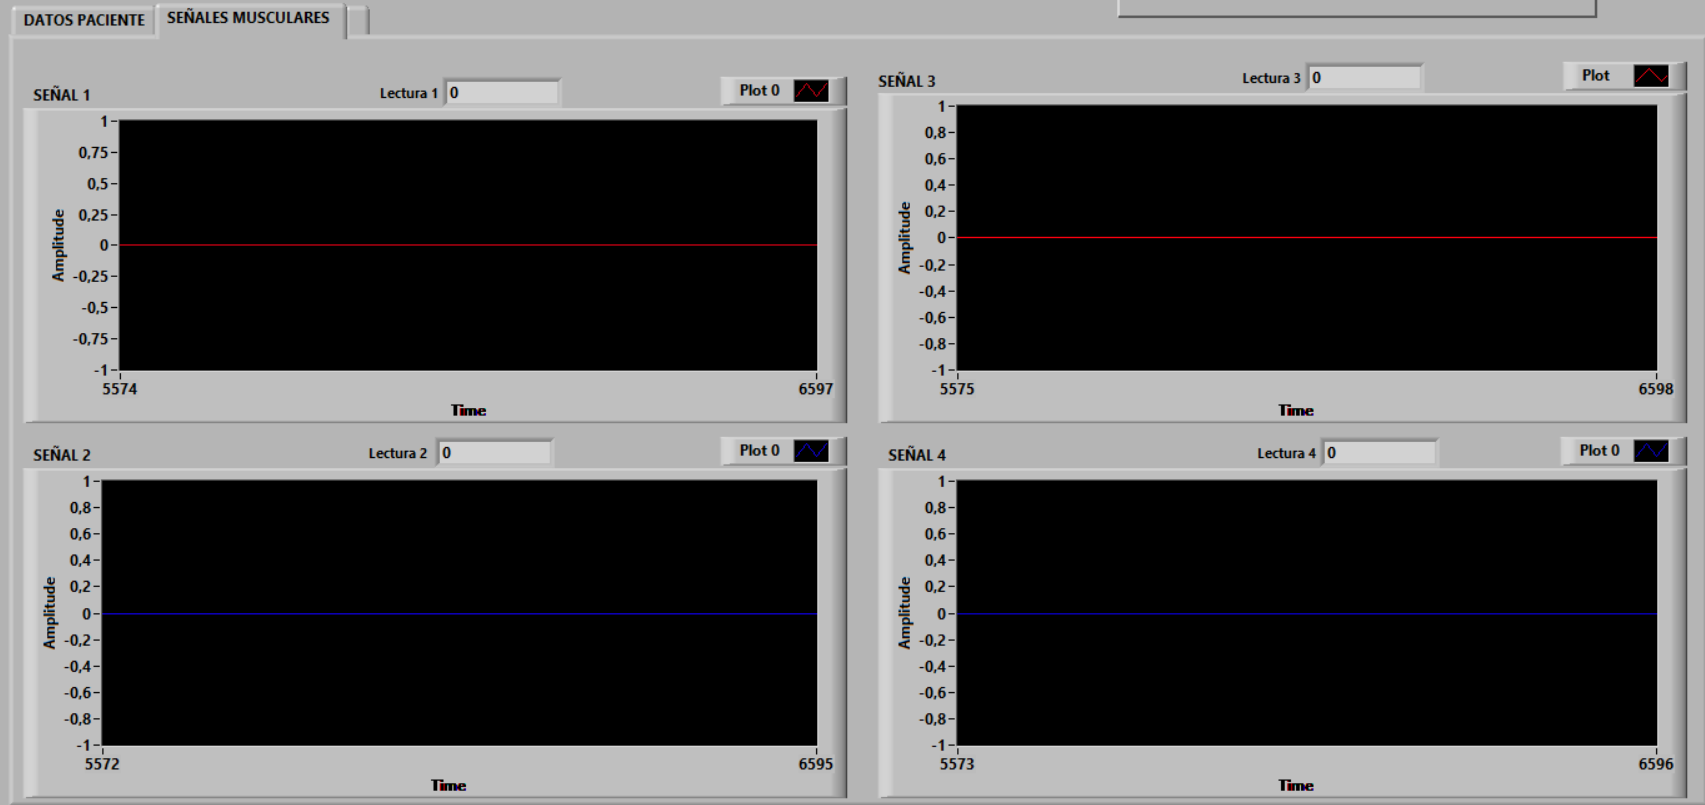 DATOS PACIENTE
SEÑALES MUSCULARES
SEÑAL 1
Lectura 1 0
Plot 0
1
0,75
0,5
0,25
0
-0,25
-0,5
-0,75
-1
Amplitude
5574
6597
Time
SEÑAL 3
Lectura 3 0
Plot
1
0,8
0,6
0,4
0,2
0
-0,2
-0,4
-0,6
-0,8
-1
Amplitude
5575
6598
Time
SEÑAL 2
Lectura 2 0
Plot 0
1
0,8
0,6
0,4
0,2
0
-0,2
-0,4
-0,6
-0,8
-1
Amplitude
5572
6595
Time
SEÑAL 4
Lectura 4 0
Plot 0
1
0,8
0,6
0,4
0,2
0
-0,2
-0,4
-0,6
-0,8
-1
Amplitude
5573
6596
Time